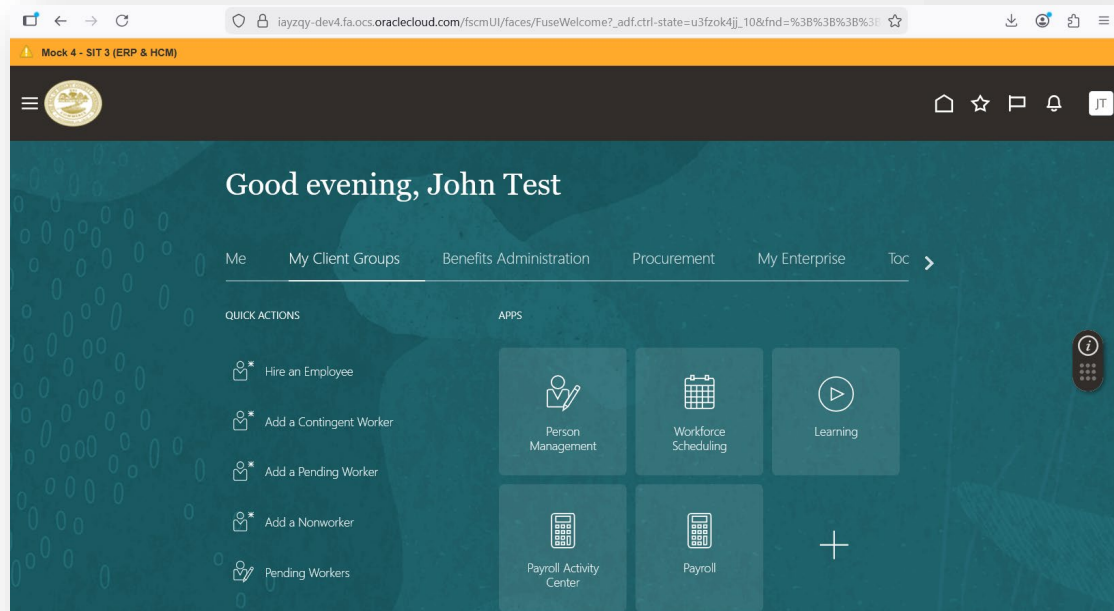 iayzqy-dev4.fa.ocs.oraclecloud.com/fscmUI/faces/FuseWelcome?_adf.ctrl-state=u3fzok4jj_10&fnd=%3B%3B%3B%3B%3
Mock 4 - SIT 3 (ERP & HCM)
JT
Good evening, John Test
Me My Client Groups Benefits Administration Procurement My Enterprise Too
QUICK ACTIONS APPS
Hire an Employee
Add a Contingent Worker
Add a Pending Worker
Add a Nonworker
Pending Workers
Person
Management
Workforce
Scheduling
Learning
Payroll Activity
Center
Payroll